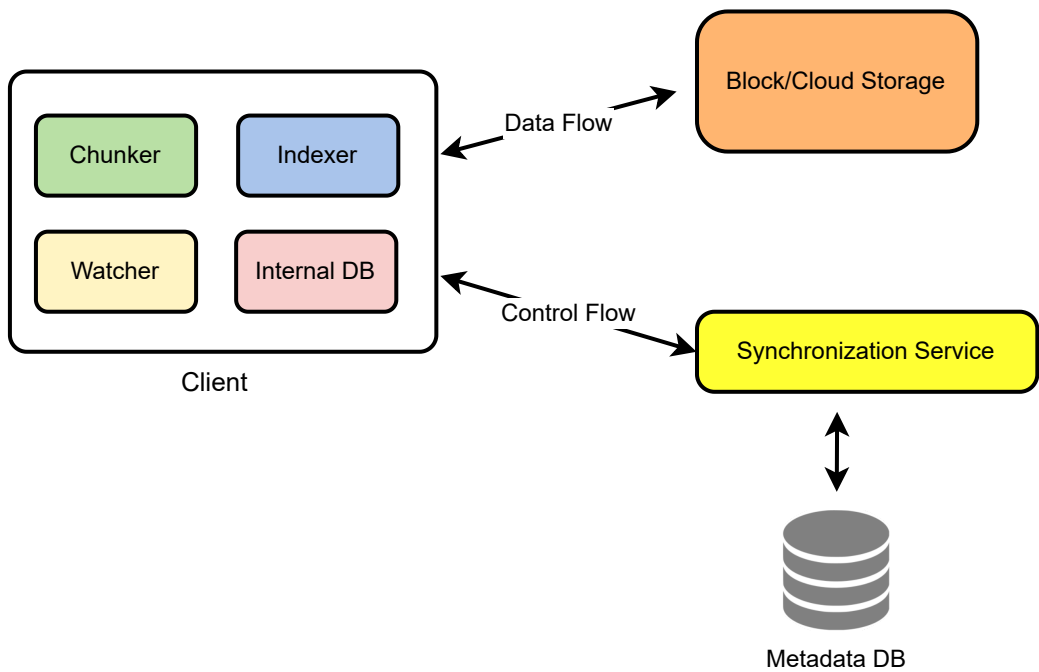 Block/Cloud Storage
Data Flow
Chunker
Indexer
Watcher
Internal DB
Control Flow
Synchronization Service
Client
Metadata DB